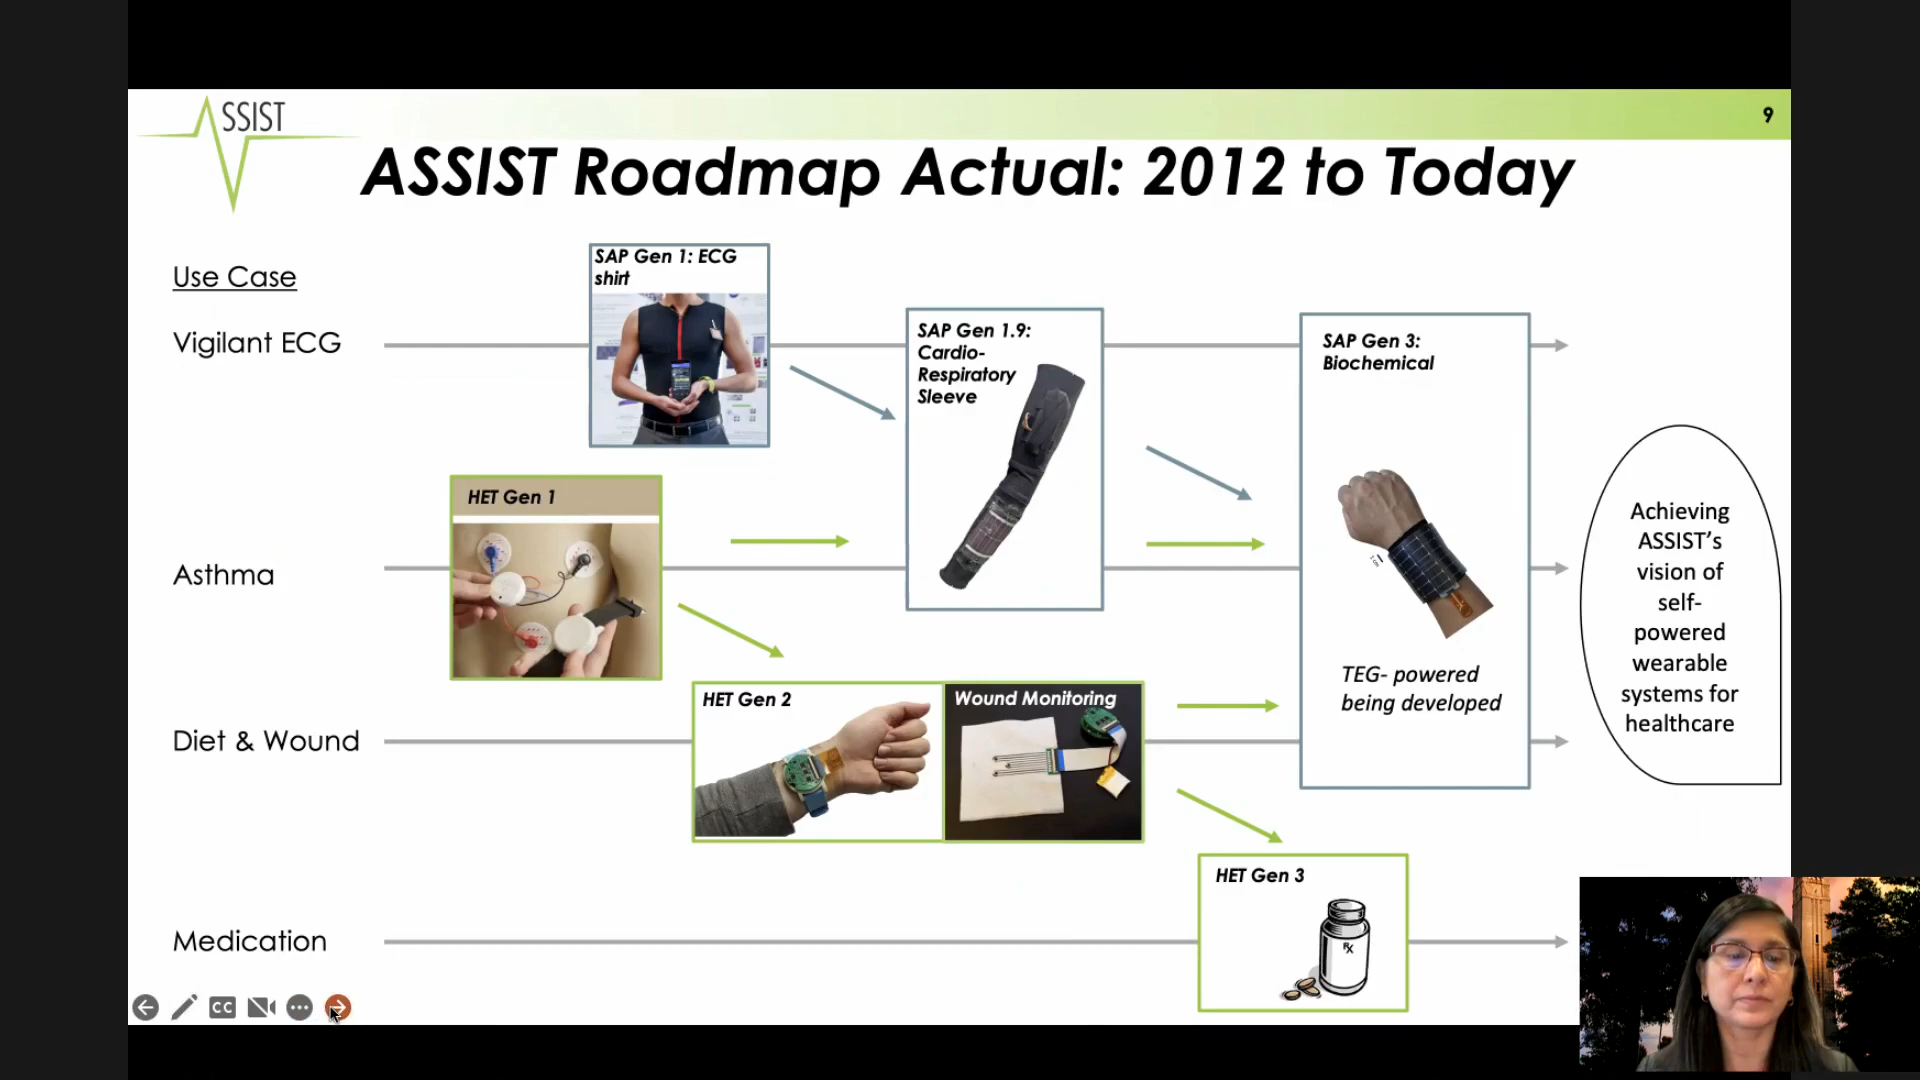 SSIST
9
ASSIST Roadmap Actual: 2012 to Today
Use Case
Vigilant ECG
Asthma
Diet & Wound
Medication
SAP Gen 1: ECG
shirt
HET Gen 1
SAP Gen 1.9:
Cardio-
Respiratory
Sleeve
HET Gen 2
Wound Monitoring
SAP Gen 3:
Biochemical
TEG- powered
being developed
HET Gen 3
Rx
Achieving
ASSIST's
vision of
self-
powered
wearable
systems for
healthcare
CC